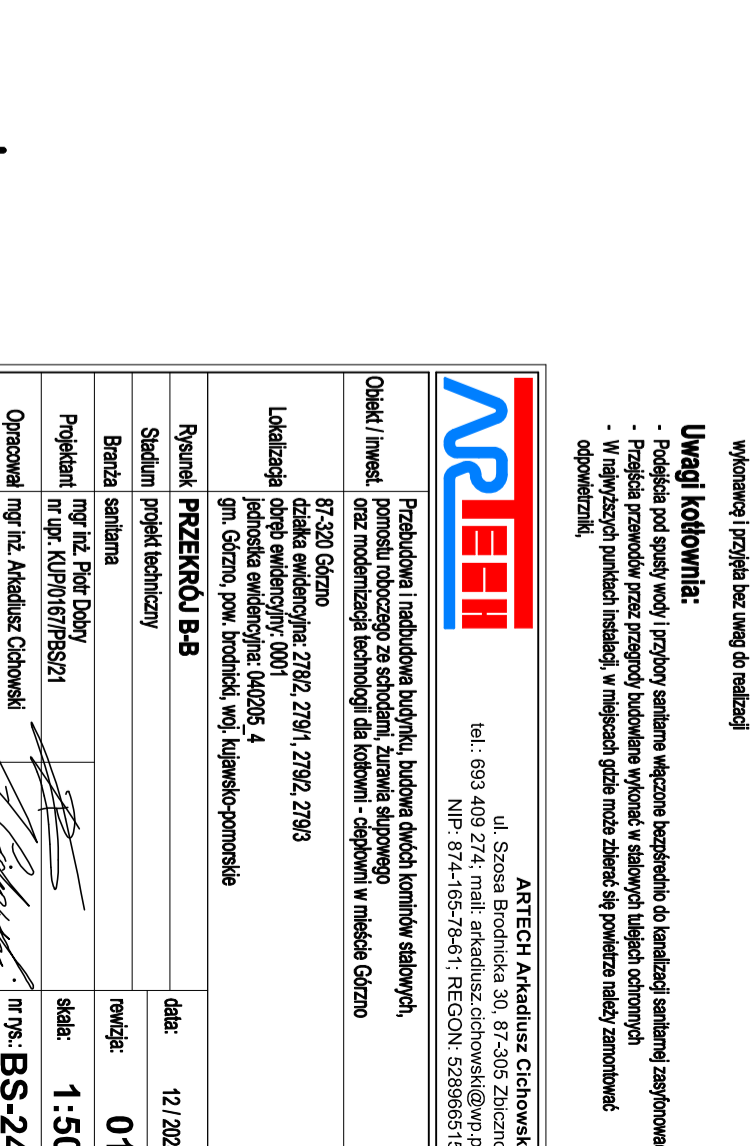 wykonawcę i przyjęta bez uwag do realizacji
Uwagi kotłownia:
- Podejścia pod spusty wody i przybory sanitarne włączone bezpśrednio do kanalizacji sanitarnej zasyfonować
- Przejścia przewodów przez przegrody budowlane wykonać w stalowych tulejach ochronnych
- W najwyższych punktach instalacji, w miejscach gdzie może zbierać się powietrze należy zamontować
odpowietrzniki,
ARTECH
ARTECH Arkadiusz Cichowsk
ul. Szosa Brodnicka 30, 87-305 Zbiczno
tel.: 693 409 274; mail: arkadiusz.cichowski@wp.p
NIP: 874-165-78-61; REGON: 528966515
Obiekt / inwest.
Przebudowa i nadbudowa budynku, budowa dwóch kominów stalowych,
pomostu roboczego ze schodami, żurawia słupowego
oraz modernizacja technologii dla kotłowni - ciepłowni w mieście Górzno
Lokalizacja
87-320 Górzno
działka ewidencyjna: 278/2, 279/1, 279/2, 279/3
obręb ewidencyjny: 0001
jednostka ewidencyjna: 040205_4
gm. Górzno, pow. brodnicki, woj. kujawsko-pomorskie
Rysunek PRZEKRÓJ B-B
Stadium projekt techniczny
data: 12 / 202
Branża sanitarna
rewizja: 01
Projektant mgr inż. Piotr Dobry
nr upr. KUP/0167/PBS/21
skala: 1:50
Opracował mgr inż. Arkadiusz Cichowski
nr rys.: BS-24